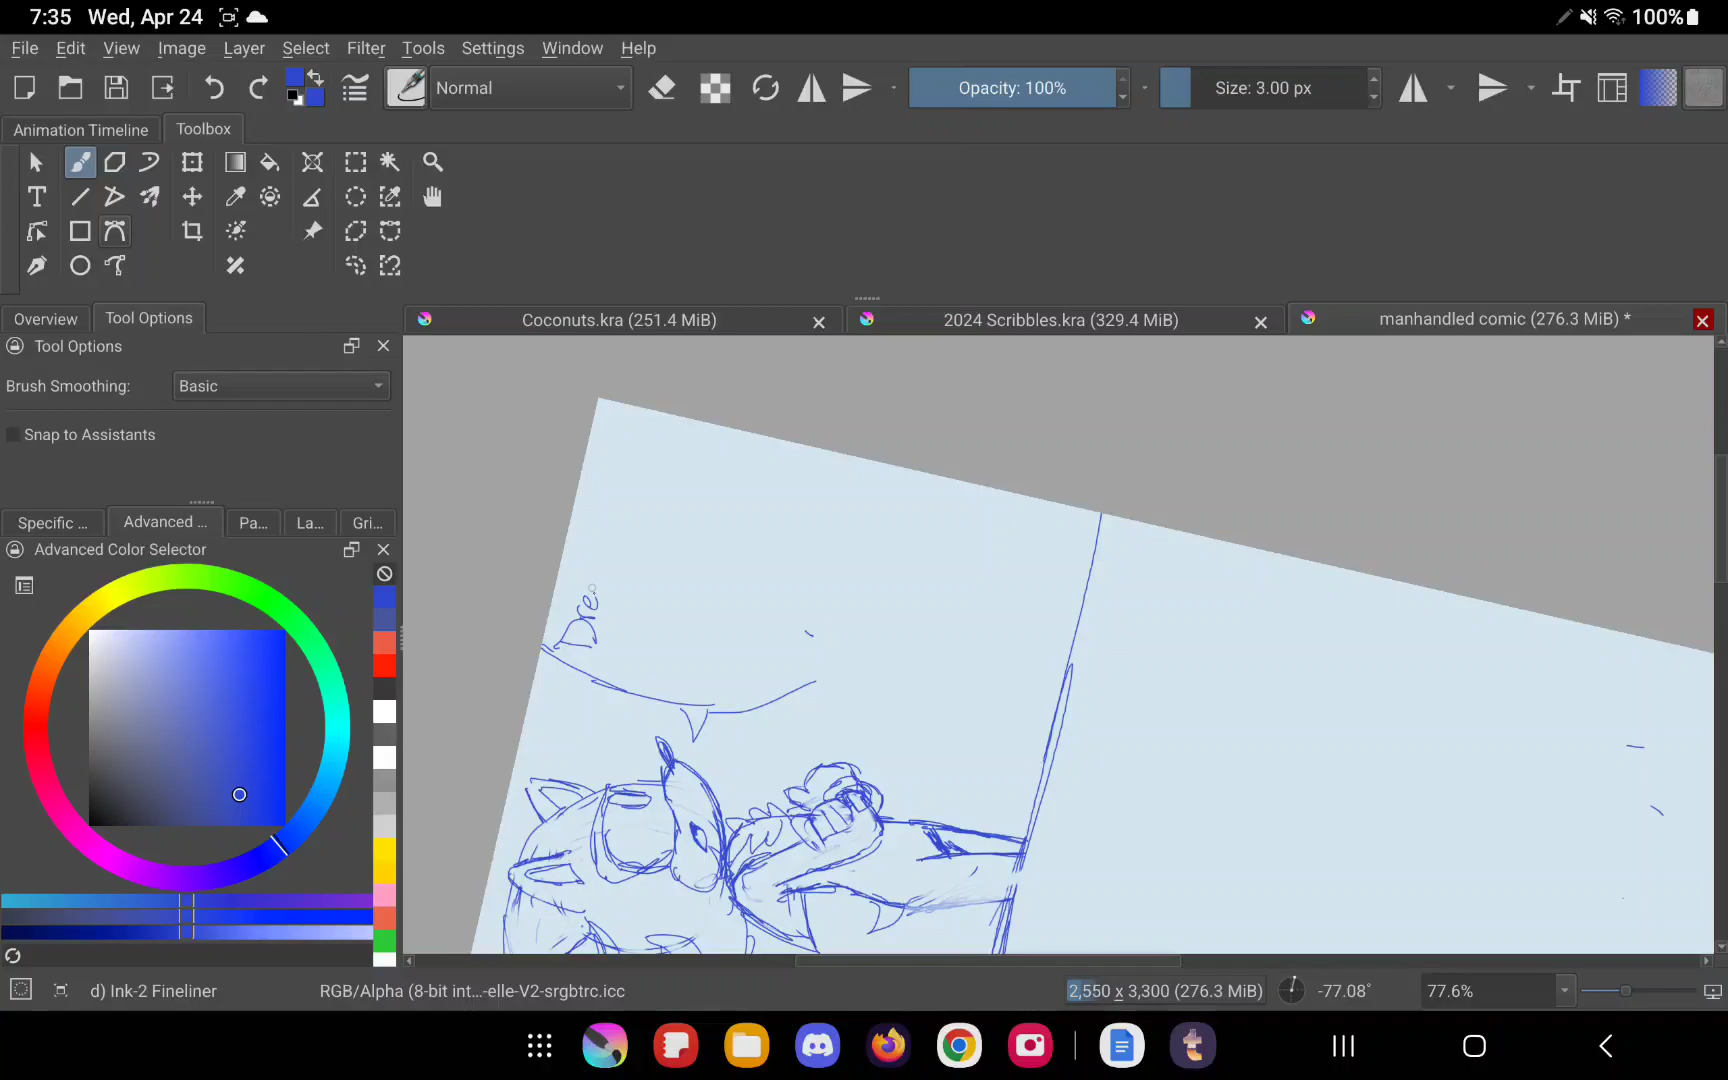 7:35 Wed, Apr 24
100%
File Edit View Image Layer Select Filter Tools Settings Window Help
Normal
Opacity: 100%
Size: 3.00 px
Animation Timeline Toolbox
Overview Tool Options
Coconuts.kra (251.4 MiB)
2024 Scribbles.kra (329.4 MiB)
manhandled comic (276.3 MiB) *
Tool Options
Brush Smoothing: Basic
Snap to Assistants
Specific ... Advanced ... Pa... La... Gri...
Advanced Color Selector
Dre
d) Ink-2 Fineliner
RGB/Alpha (8-bit int...-elle-V2-srgbtrc.icc
2,550 x 3,300 (276.3 MiB)
-77.08°
77.6%